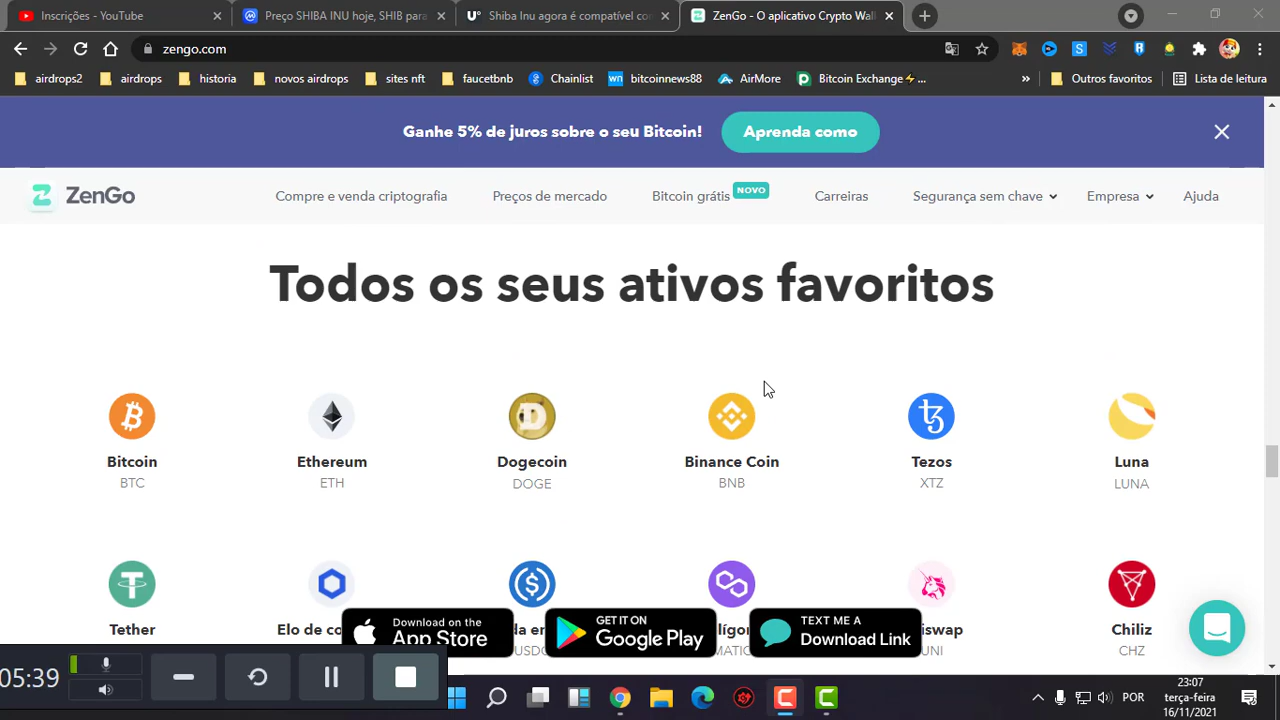 Inscrições - YouTube
Preço SHIBA INU hoje, SHIB para
Shiba Inu agora é compatível con
ZenGo - O aplicativo Crypto Wall
zengo.com
airdrops2
airdrops
historia
novos airdrops
sites nft
faucetbnb
Chainlist
bitcoinnews88
AirMore
Bitcoin Exchange⚡...
»
Outros favoritos
Lista de leitura
Ganhe 5% de juros sobre o seu Bitcoin!
Aprenda como
ZenGo
Compre e venda criptografia
Preços de mercado
Bitcoin grátis
NOVO
Carreiras
Segurança sem chave
Empresa
Ajuda
Todos os seus ativos favoritos
Bitcoin
Ethereum
Dogecoin
Binance Coin
Tezos
Luna
BTC
ETH
DOGE
BNB
XTZ
LUNA
Tether
Elo de co
Chiliz
MATIC
UNI
CHZ
Download on the
App Store
GET IT ON
Google Play
TEXT ME A
Download Link
05:39
POR
23:07
terça-feira
16/11/2021